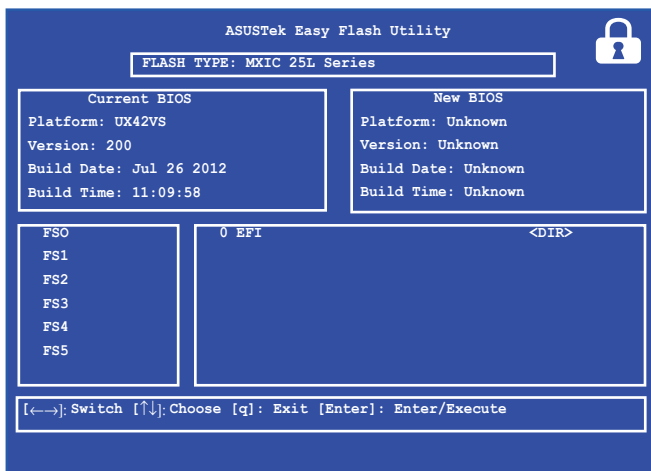 ASUSTek Easy Flash Utility
FLASH TYPE: MXIC 25L Series
Current BIOS
Platform: UX42VS
Version: 200
Build Date: Jul 26 2012
Build Time: 11:09:58
New BIOS
Platform: Unknown
Version: Unknown
Build Date: Unknown
Build Time: Unknown
FSO
FS1
FS2
FS3
FS4
FS5
0 EFI <DIR>
[←→]: Switch [↑↓]: Choose [q]: Exit [Enter]: Enter/Execute